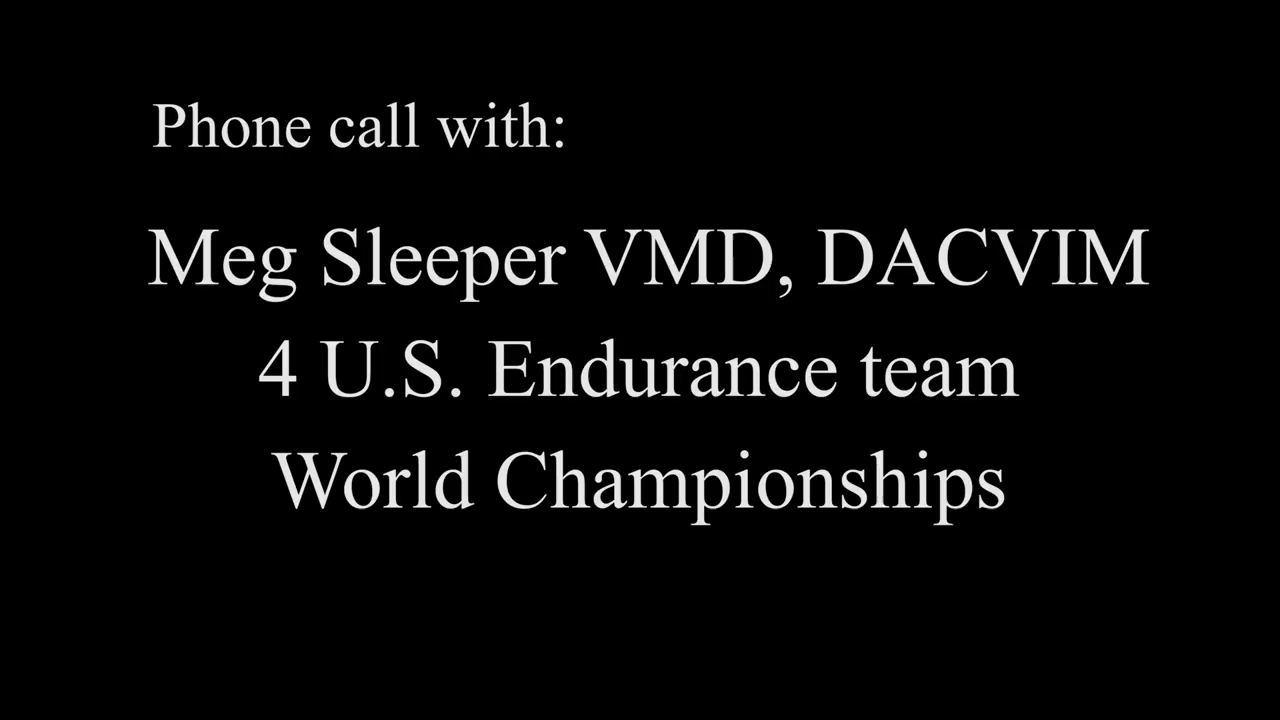 Phone call with:
Meg Sleeper VMD, DACVIM
4 U.S. Endurance team
World Championships